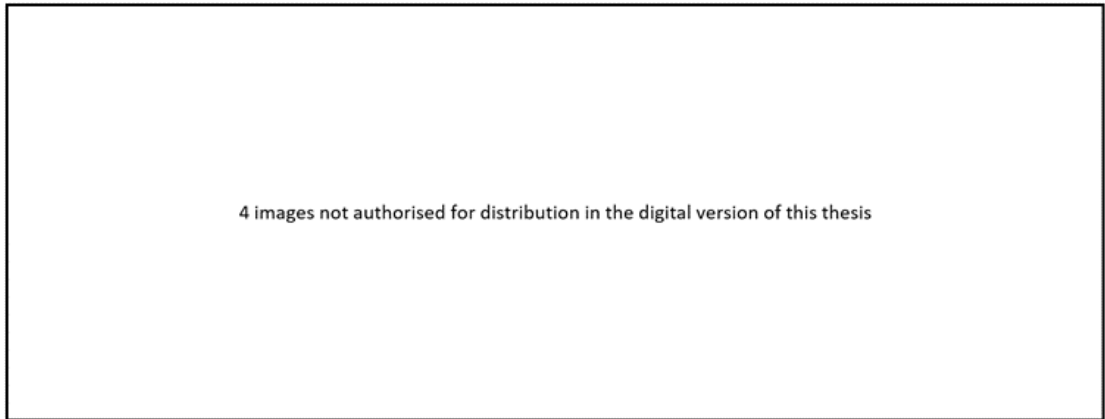 4 images not authorised for distribution in the digital version of this thesis